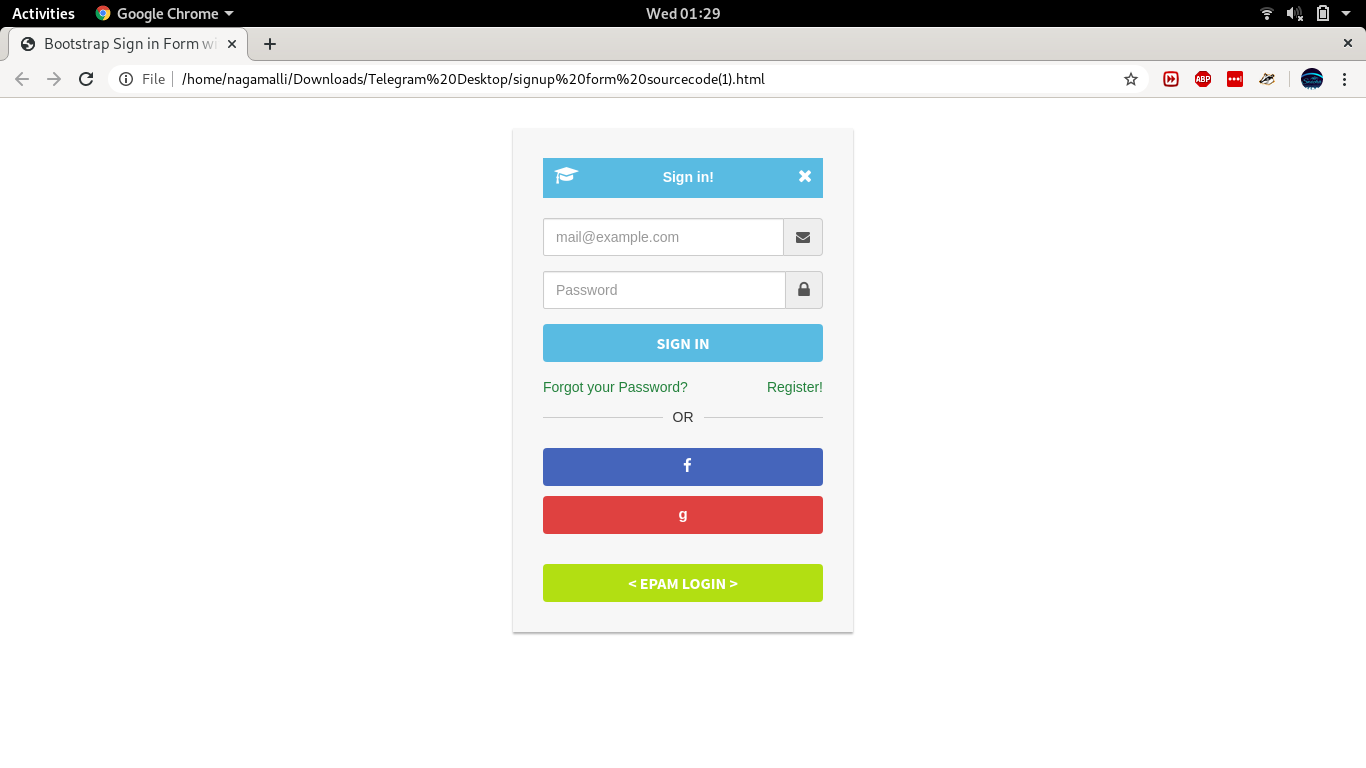 Activities Google Chrome Wed 01:29
Bootstrap Sign in Form wi
File /home/nagamalli/Downloads/Telegram%20Desktop/signup%20form%20sourcecode(1).html ABP
Sign in!
mail@example.com
Password
SIGN IN
Forgot your Password? Register!
OR
f
g
< EPAM LOGIN >